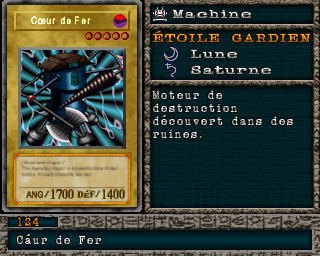 Cœur de Fer
ANG/1700 DÉF/1400
Machine
ÉTOILE GARDIEN
Lune
Saturne
Moteur de
destruction
découvert dans des
ruines.
124
Cáur de Fer